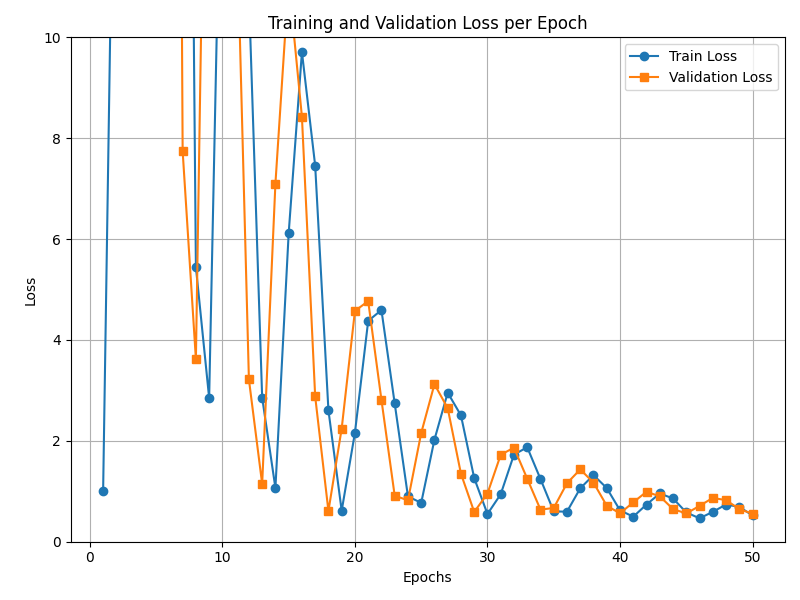 Training and Validation Loss per Epoch
Train Loss
Validation Loss
Loss
10
8
6
4
2
0
0 10 20 30 40 50
Epochs